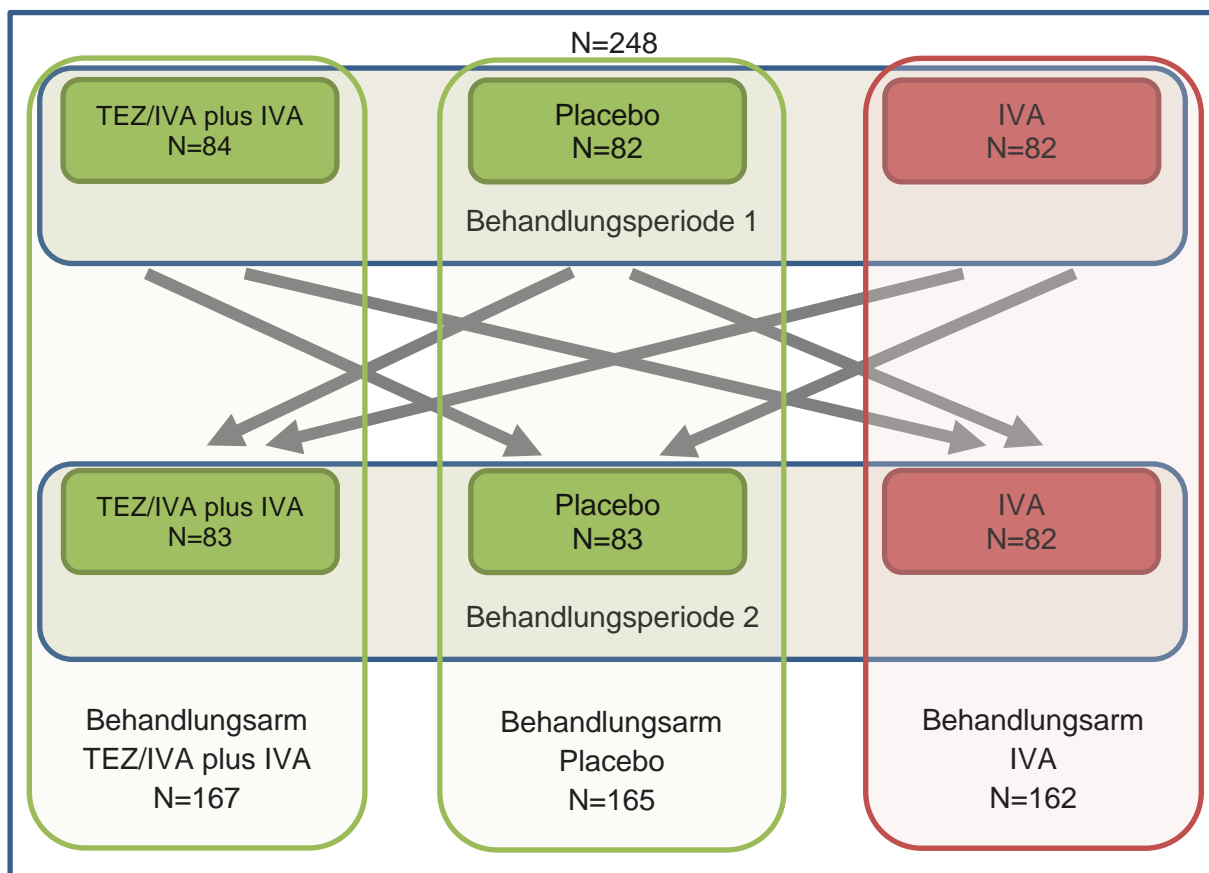 N=248
TEZ/IVA plus IVA
N=84
Placebo
N=82
IVA
N=82
Behandlungsperiode 1
TEZ/IVA plus IVA
N=83
Placebo
N=83
IVA
N=82
Behandlungsperiode 2
Behandlungsarm
TEZ/IVA plus IVA
N=167
Behandlungsarm
Placebo
N=165
Behandlungsarm
IVA
N=162